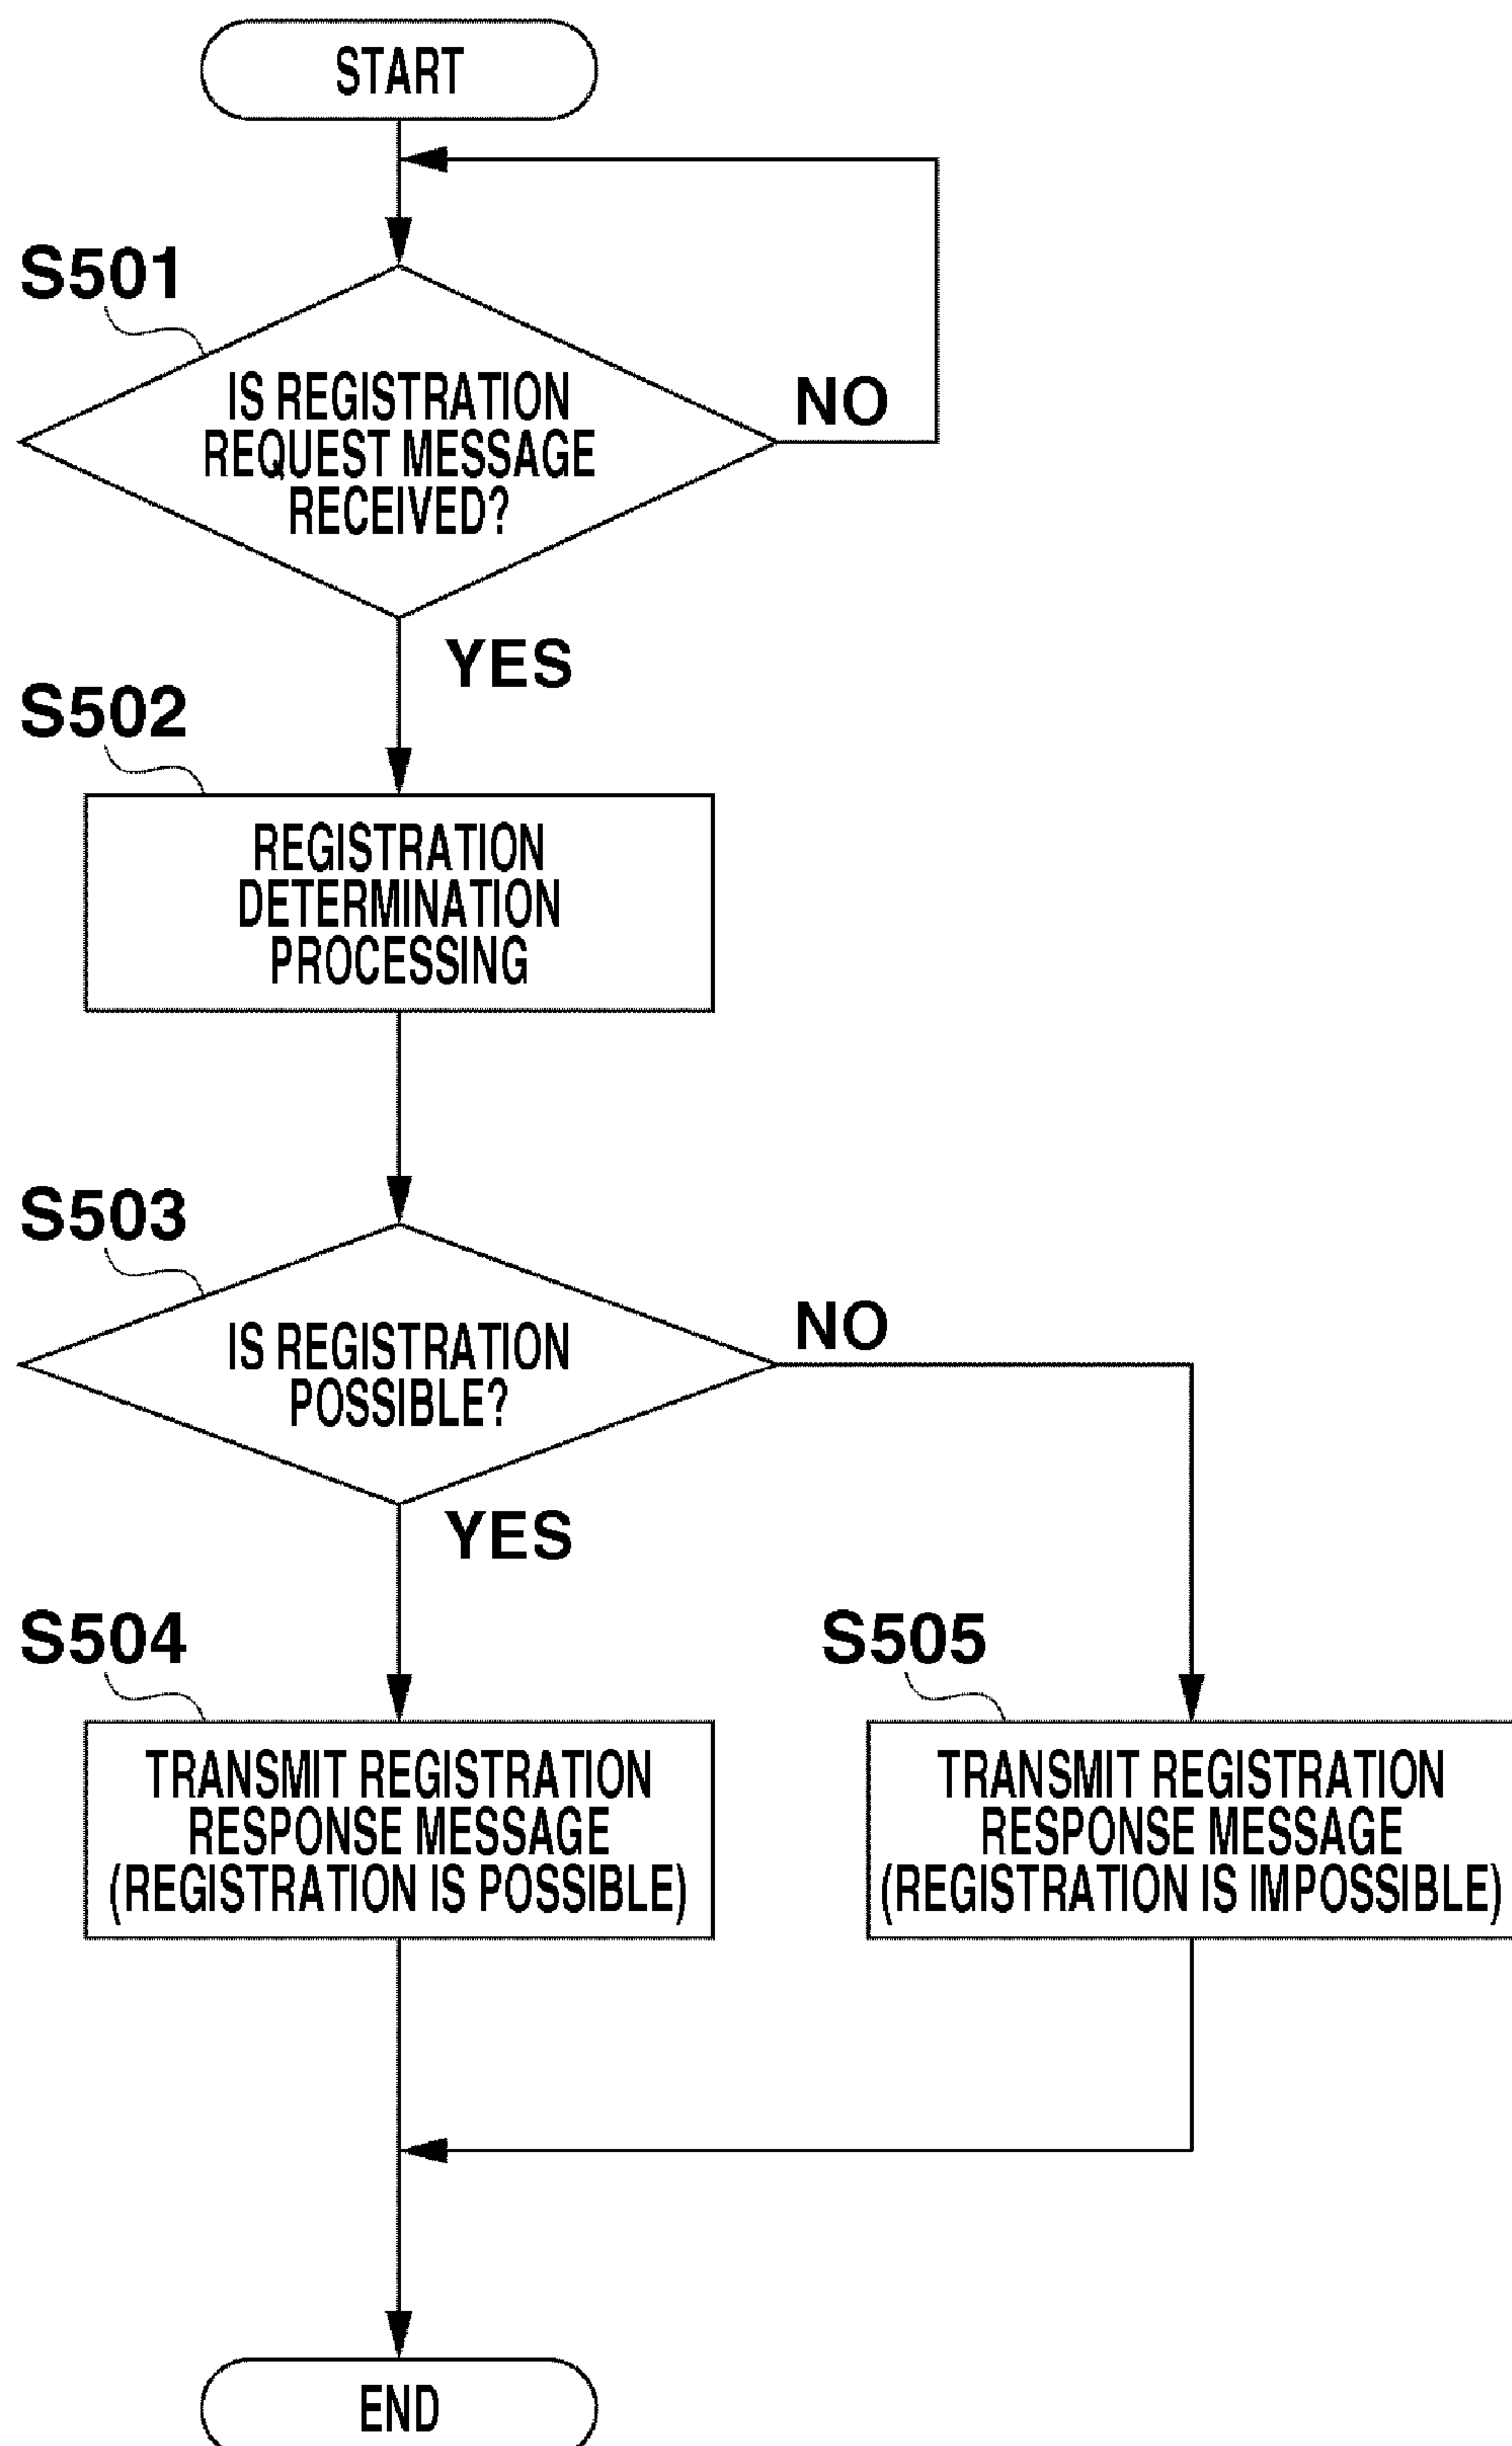 START
S501
IS REGISTRATION
REQUEST MESSAGE
RECEIVED?
NO
YES
S502
REGISTRATION
DETERMINATION
PROCESSING
S503
IS REGISTRATION
POSSIBLE?
NO
YES
S504
TRANSMIT REGISTRATION
RESPONSE MESSAGE
(REGISTRATION IS POSSIBLE)
S505
TRANSMIT REGISTRATION
RESPONSE MESSAGE
(REGISTRATION IS IMPOSSIBLE)
END